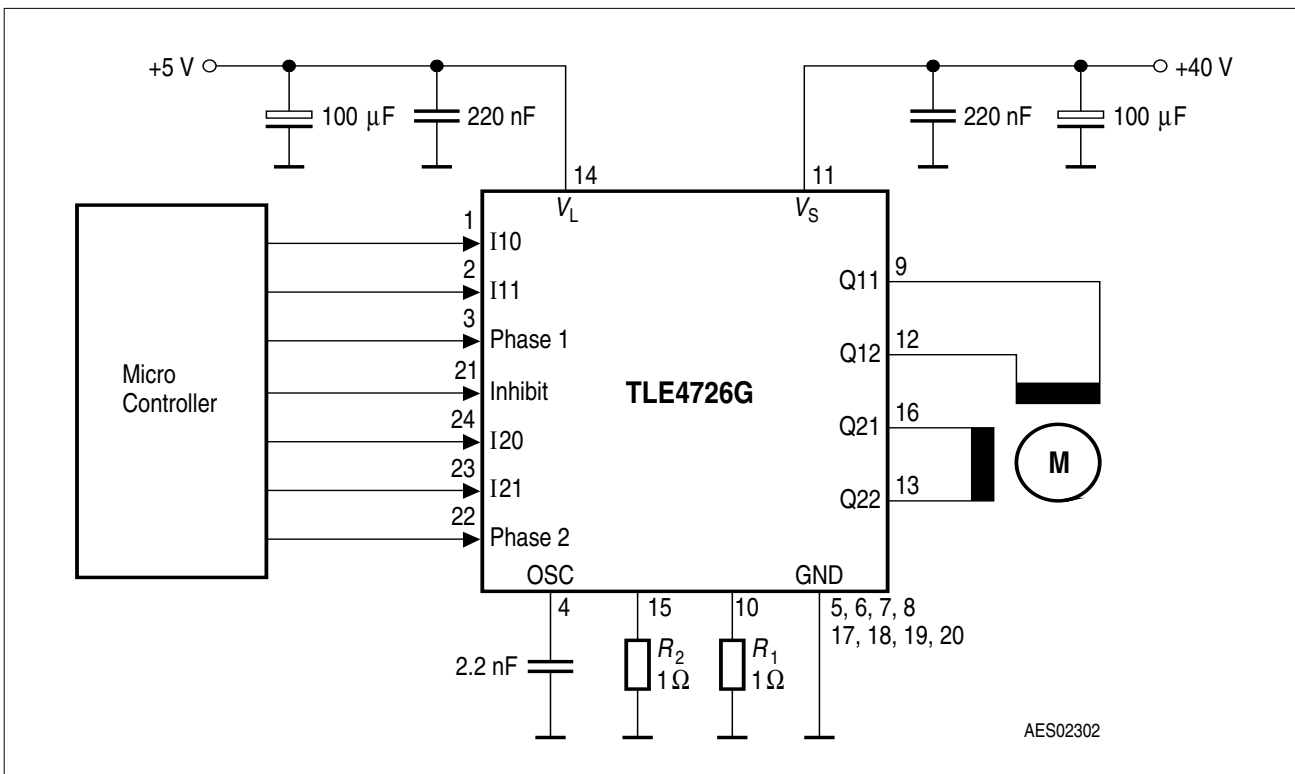 +5 V
+40 V
100 µF
220 nF
220 nF
100 µF
14
11
V_L
V_S
Micro
Controller
1
I10
2
I11
3
Phase 1
21
Inhibit
24
I20
23
I21
22
Phase 2
TLE4726G
Q11
9
Q12
12
Q21
16
Q22
13
M
OSC
GND
4
15
10
5, 6, 7, 8
17, 18, 19, 20
2.2 nF
R_2
1 Ω
R_1
1 Ω
AES02302